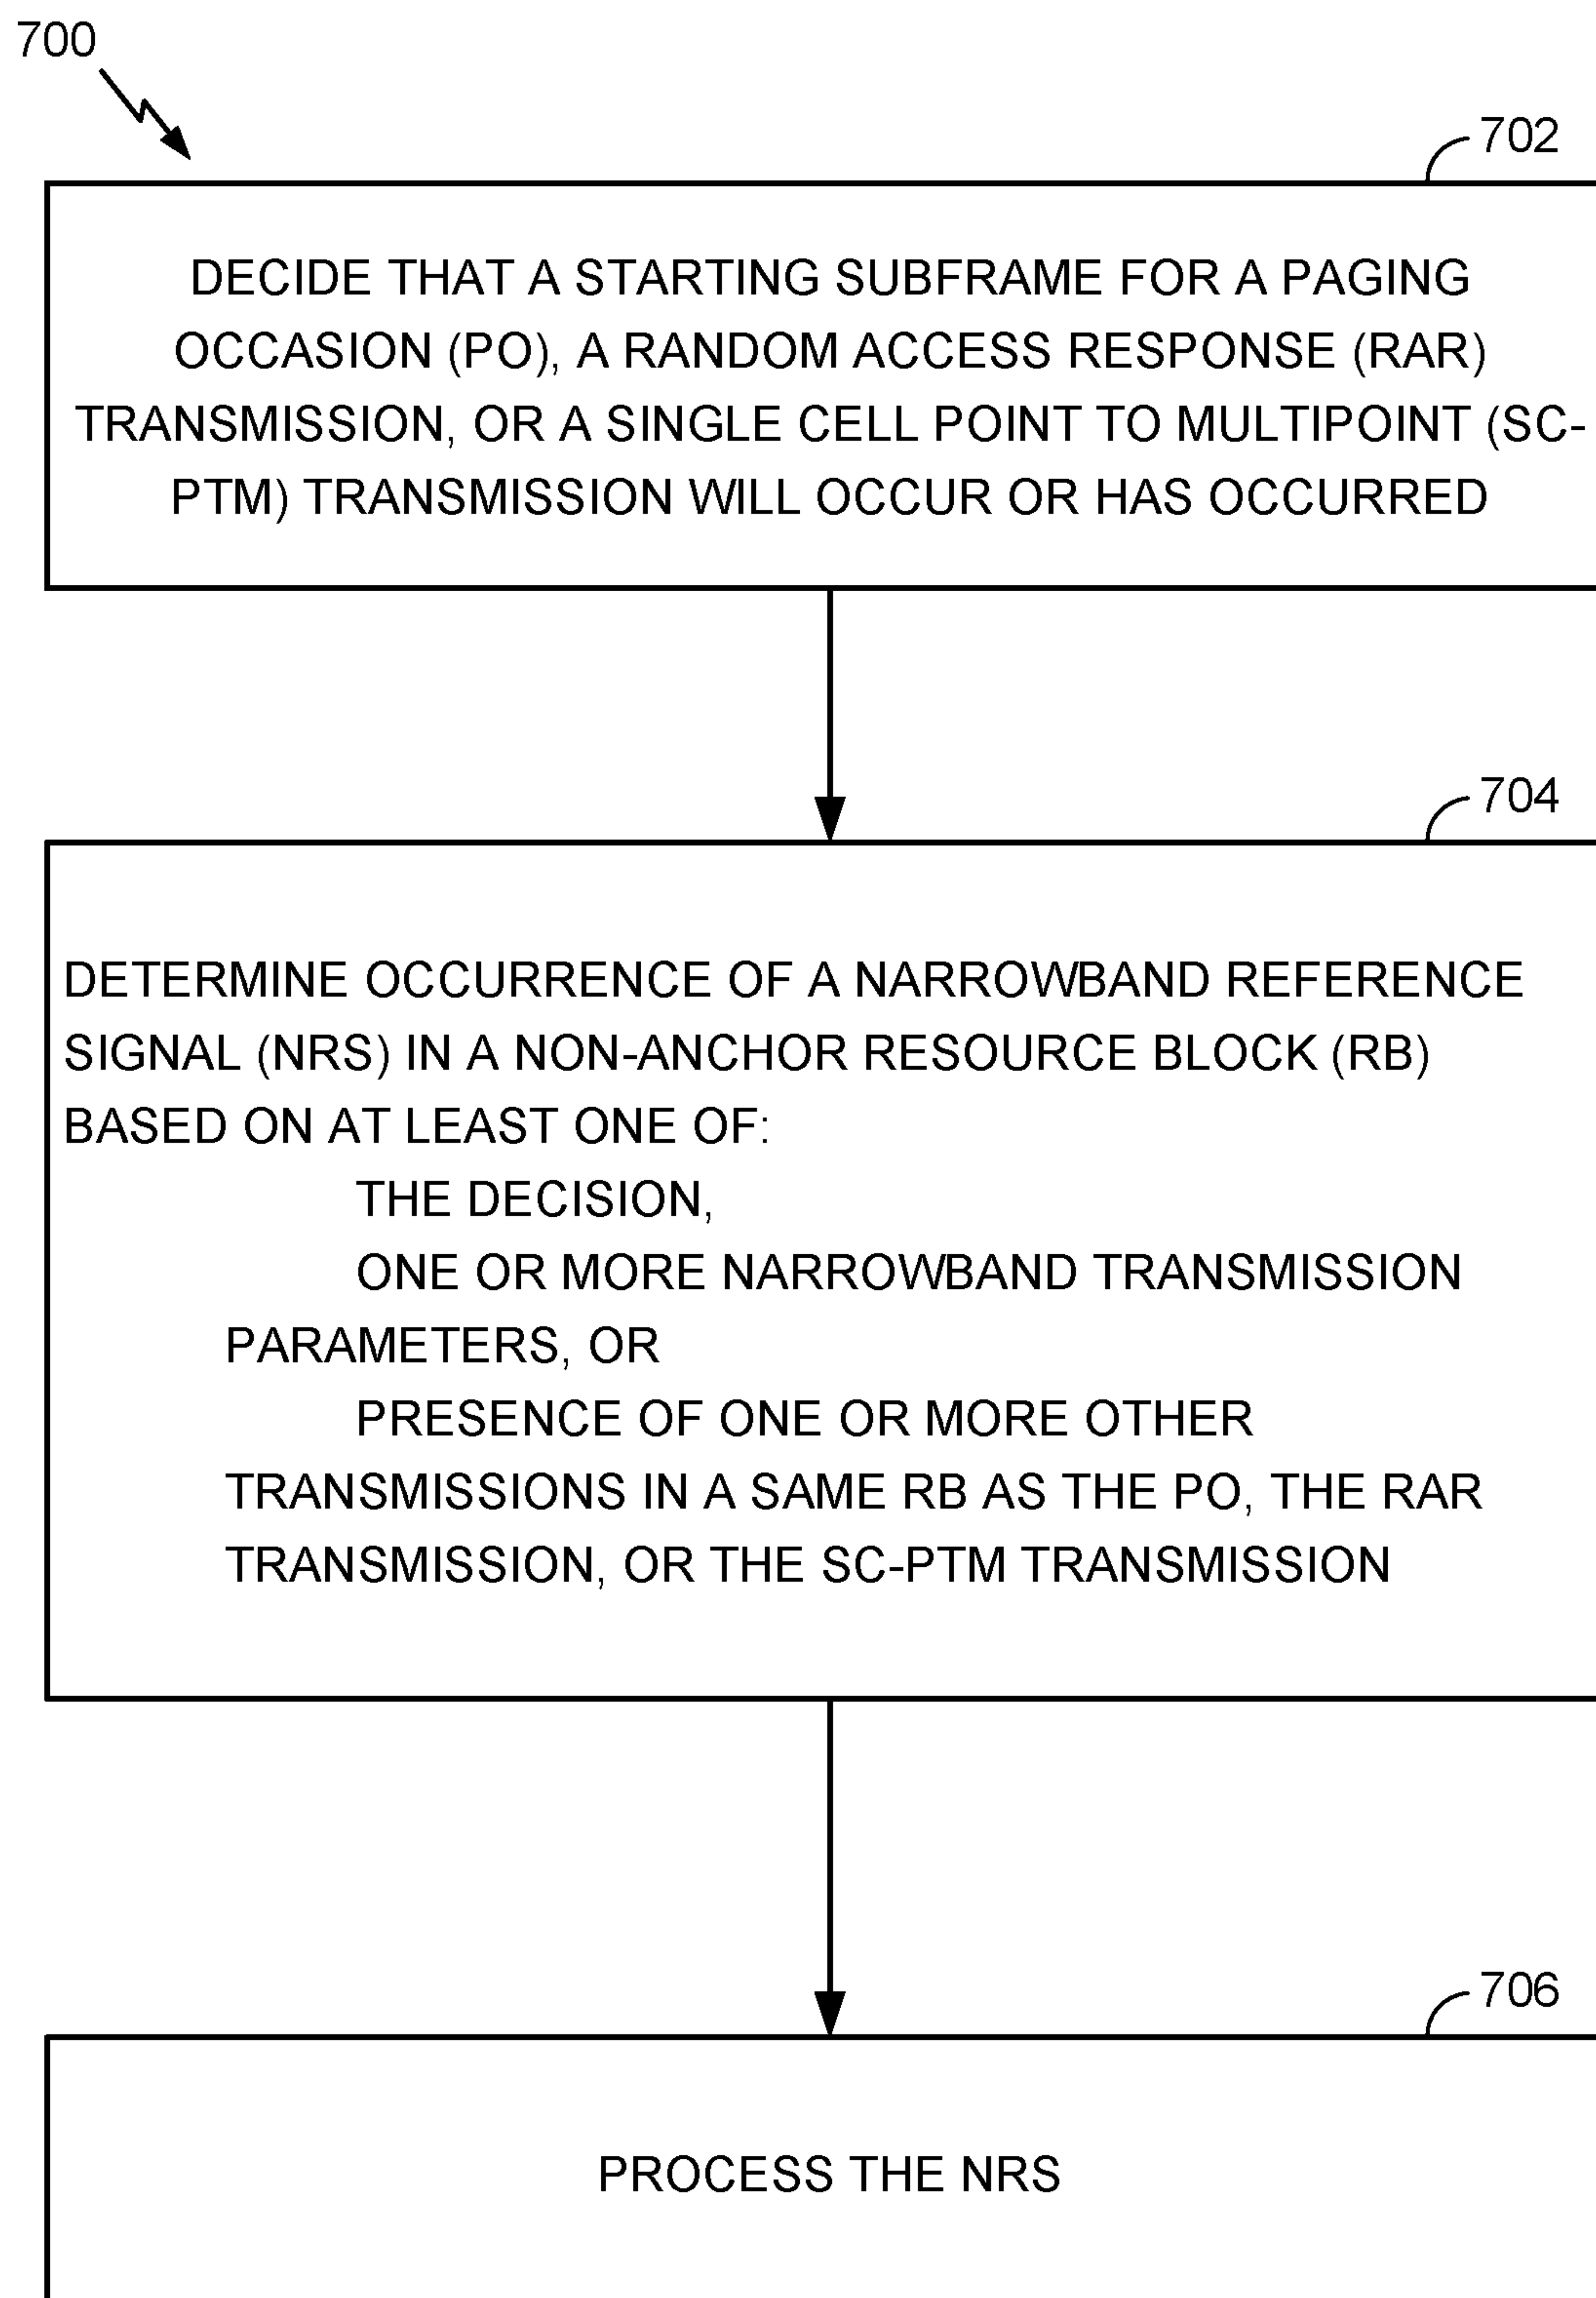 700
702
DECIDE THAT A STARTING SUBFRAME FOR A PAGING
OCCASION (PO), A RANDOM ACCESS RESPONSE (RAR)
TRANSMISSION, OR A SINGLE CELL POINT TO MULTIPOINT (SC-
PTM) TRANSMISSION WILL OCCUR OR HAS OCCURRED
704
DETERMINE OCCURRENCE OF A NARROWBAND REFERENCE
SIGNAL (NRS) IN A NON-ANCHOR RESOURCE BLOCK (RB)
BASED ON AT LEAST ONE OF:
THE DECISION,
ONE OR MORE NARROWBAND TRANSMISSION
PARAMETERS, OR
PRESENCE OF ONE OR MORE OTHER
TRANSMISSIONS IN A SAME RB AS THE PO, THE RAR
TRANSMISSION, OR THE SC-PTM TRANSMISSION
706
PROCESS THE NRS